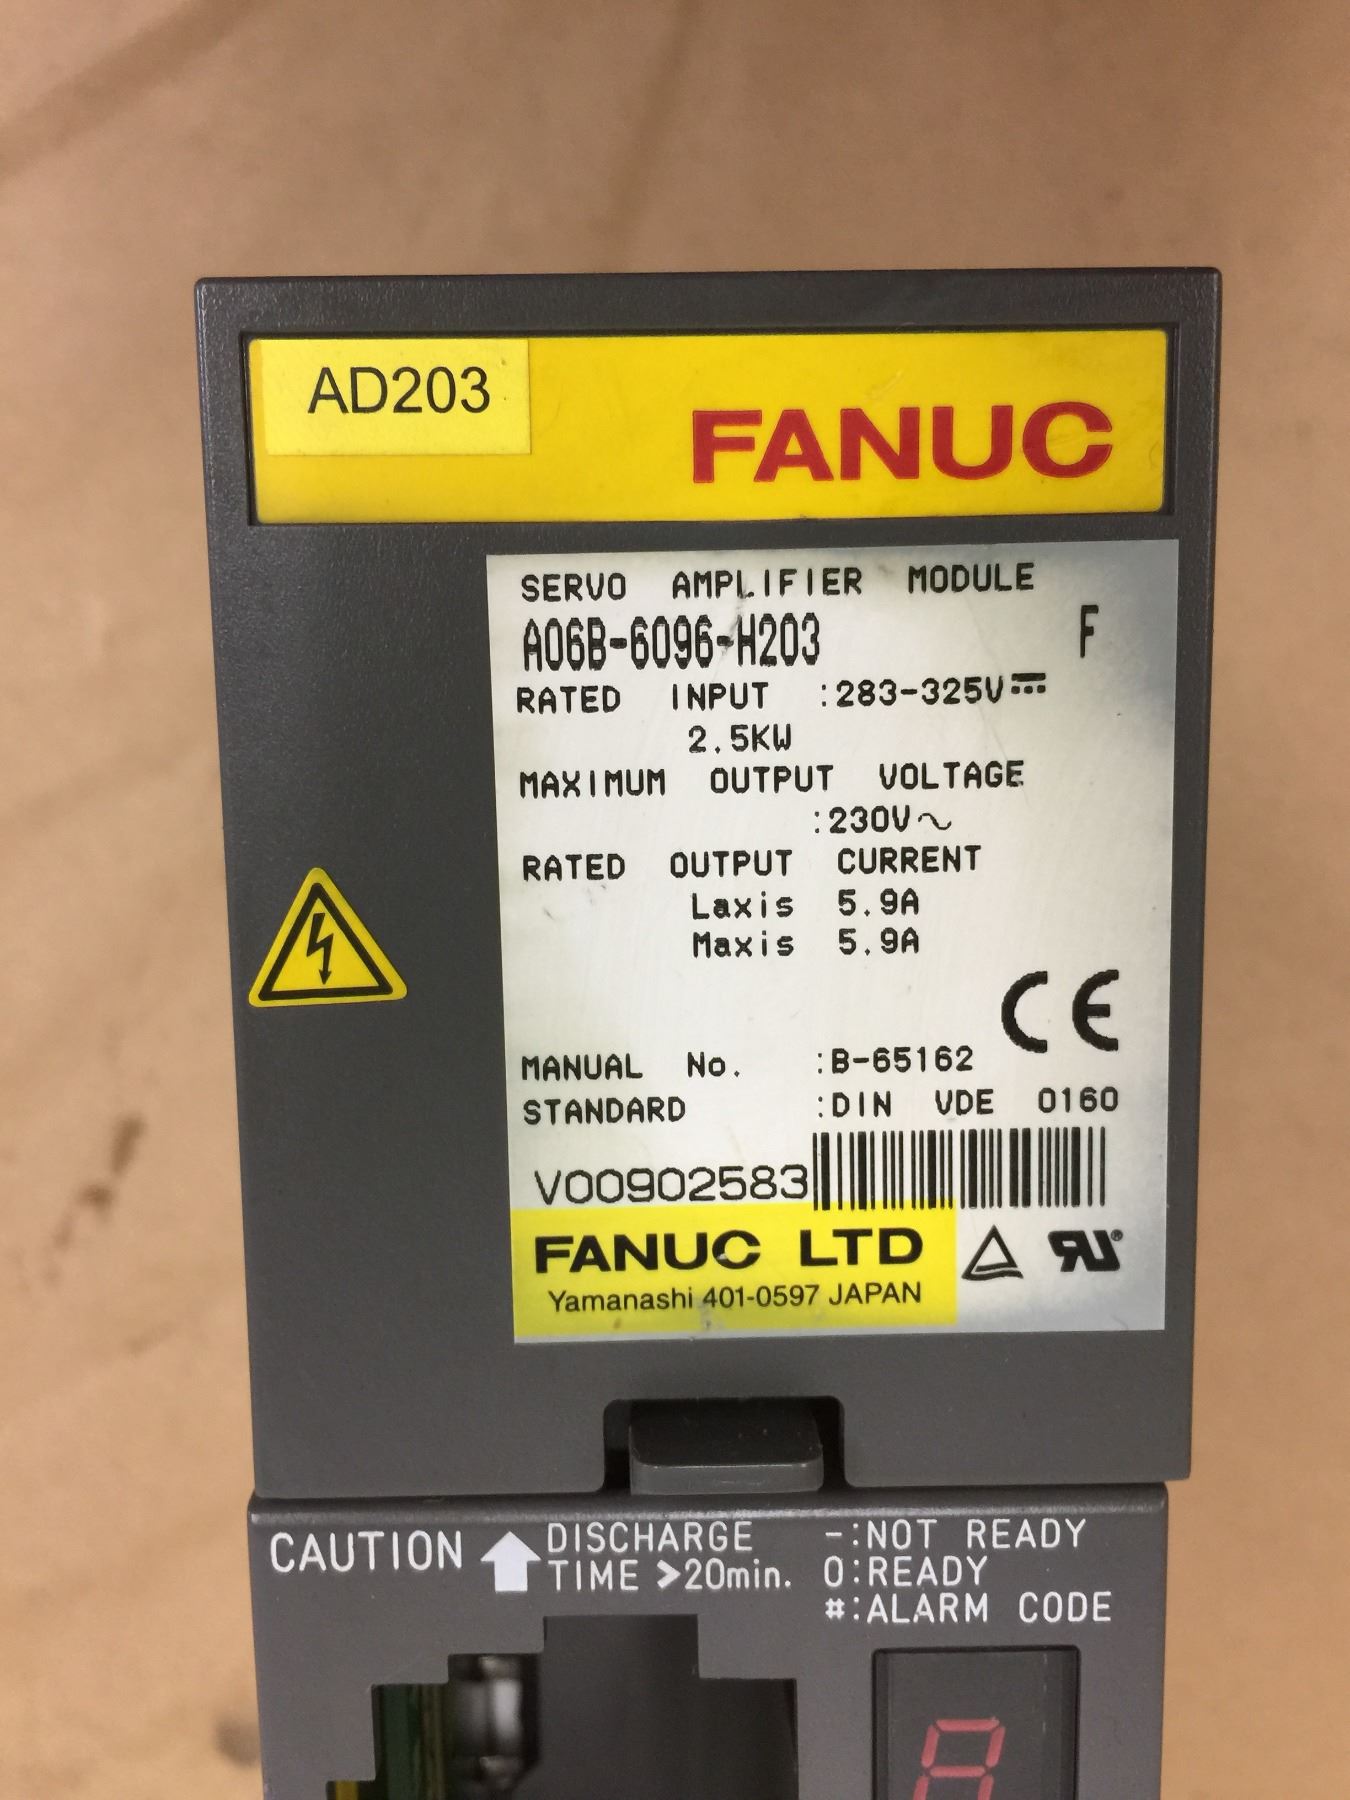 AD203
FANUC
SERVO AMPLIFIER MODULE
A06B-6096-H203 F
RATED INPUT :283-325V⎓
2.5KW
MAXIMUM OUTPUT VOLTAGE
:230V~
RATED OUTPUT CURRENT
Laxis 5.9A
Maxis 5.9A
CE
MANUAL No. :B-65162
STANDARD :DIN VDE 0160
V00902583
FANUC LTD
Yamanashi 401-0597 JAPAN
CAUTION
DISCHARGE
TIME >20min.
-:NOT READY
0:READY
#:ALARM CODE